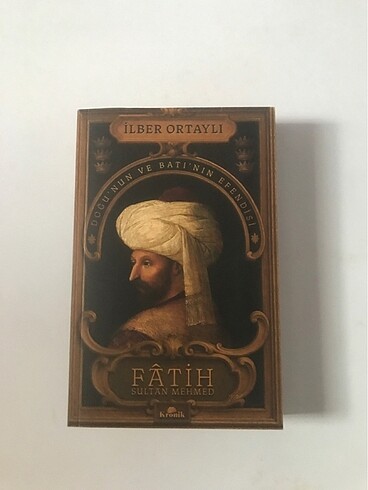 İLBER ORTAYLI
DOĞU'NUN VE BATI'NIN EFENDİSİ
FÂTİH
SULTAN MEHMED
Kronik